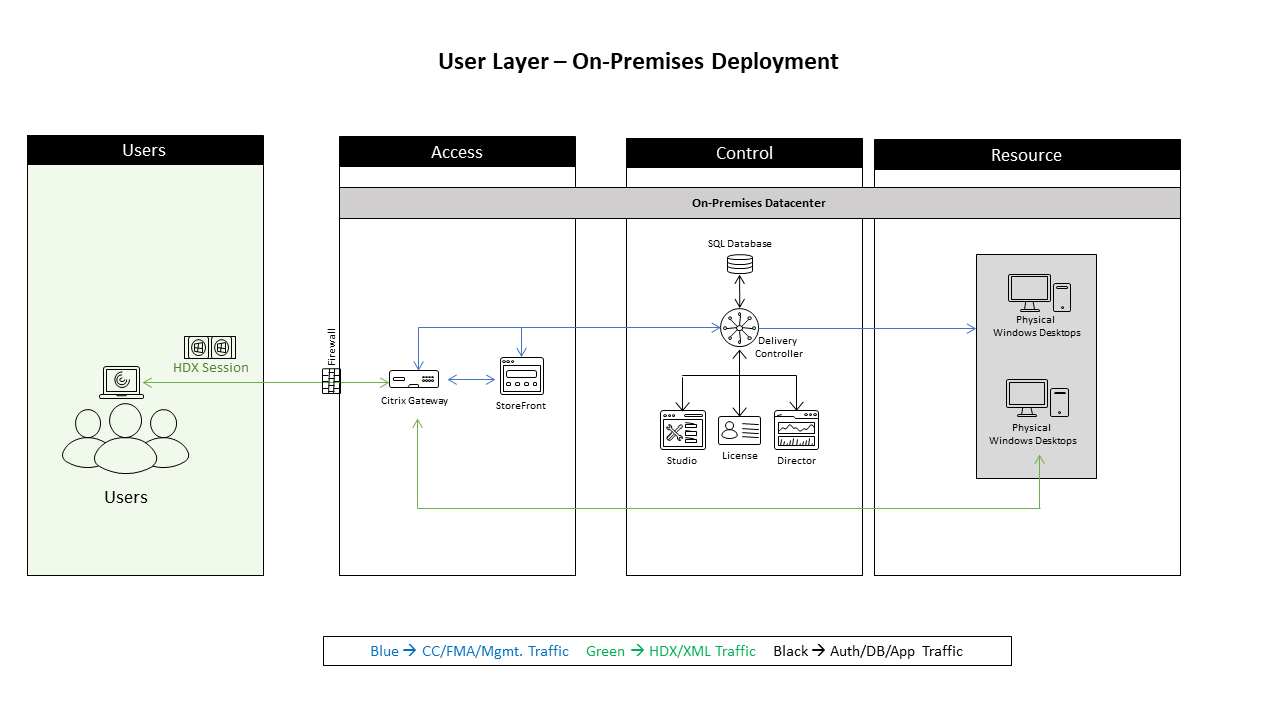 User Layer – On-Premises Deployment
Users
Access
Control
Resource
On-Premises Datacenter
SQL Database
Physical
Windows Desktops
Firewall
Delivery
Controller
HDX Session
Citrix Gateway
StoreFront
Physical
Windows Desktops
Studio
License
Director
Users
Blue → CC/FMA/Mgmt. Traffic Green → HDX/XML Traffic Black → Auth/DB/App Traffic